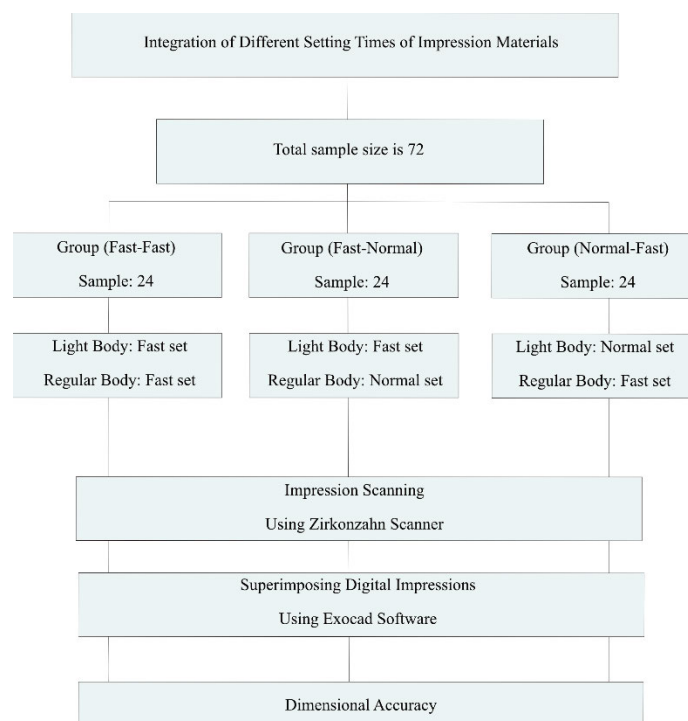 Integration of Different Setting Times of Impression Materials
Total sample size is 72
Group (Fast-Fast)
Sample: 24
Group (Fast-Normal)
Sample: 24
Group (Normal-Fast)
Sample: 24
Light Body: Fast set
Regular Body: Fast set
Light Body: Fast set
Regular Body: Normal set
Light Body: Normal set
Regular Body: Fast set
Impression Scanning
Using Zirkonzahn Scanner
Superimposing Digital Impressions
Using Exocad Software
Dimensional Accuracy